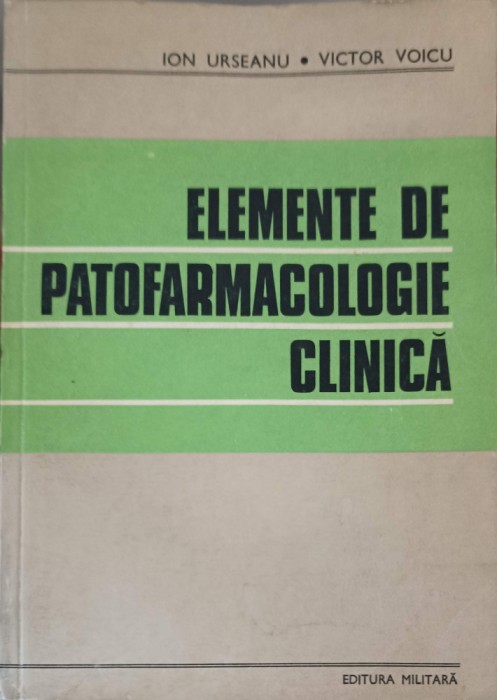 ION URSEANU • VICTOR VOICU
ELEMENTE DE
PATOFARMACOLOGIE
CLINICĂ
EDITURA MILITARĂ